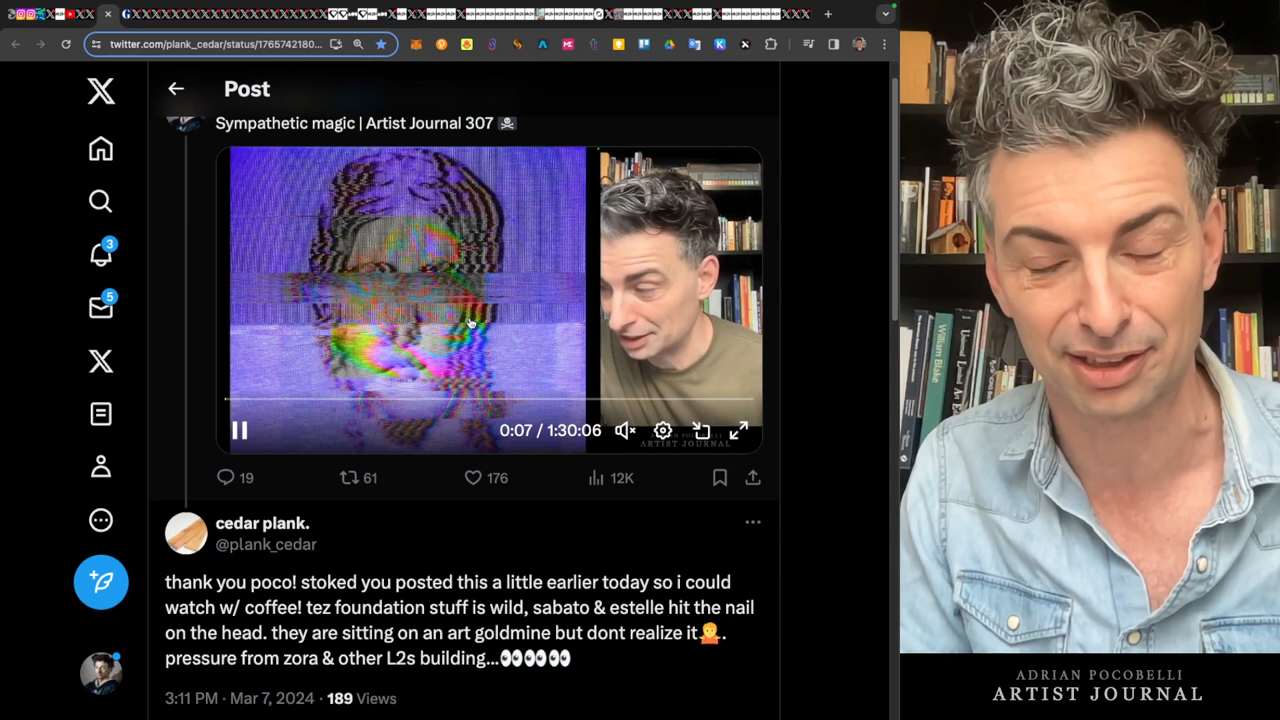 twitter.com/plank_cedar/status/1765742180...
Post
Sympathetic magic | Artist Journal 307 ☠️
0:07 / 1:30:06
ARTIST JOURNAL
19
61
176
12K
3
5
cedar plank.
@plank_cedar
thank you poco! stoked you posted this a little earlier today so i could
watch w/ coffee! tez foundation stuff is wild, sabato & estelle hit the nail
on the head. they are sitting on an art goldmine but dont realize it🤷.
pressure from zora & other L2s building...👀👀👀👀👀👀
3:11 PM · Mar 7, 2024 · 189 Views
William Blake
ADRIAN POCOBELLI
ARTIST JOURNAL